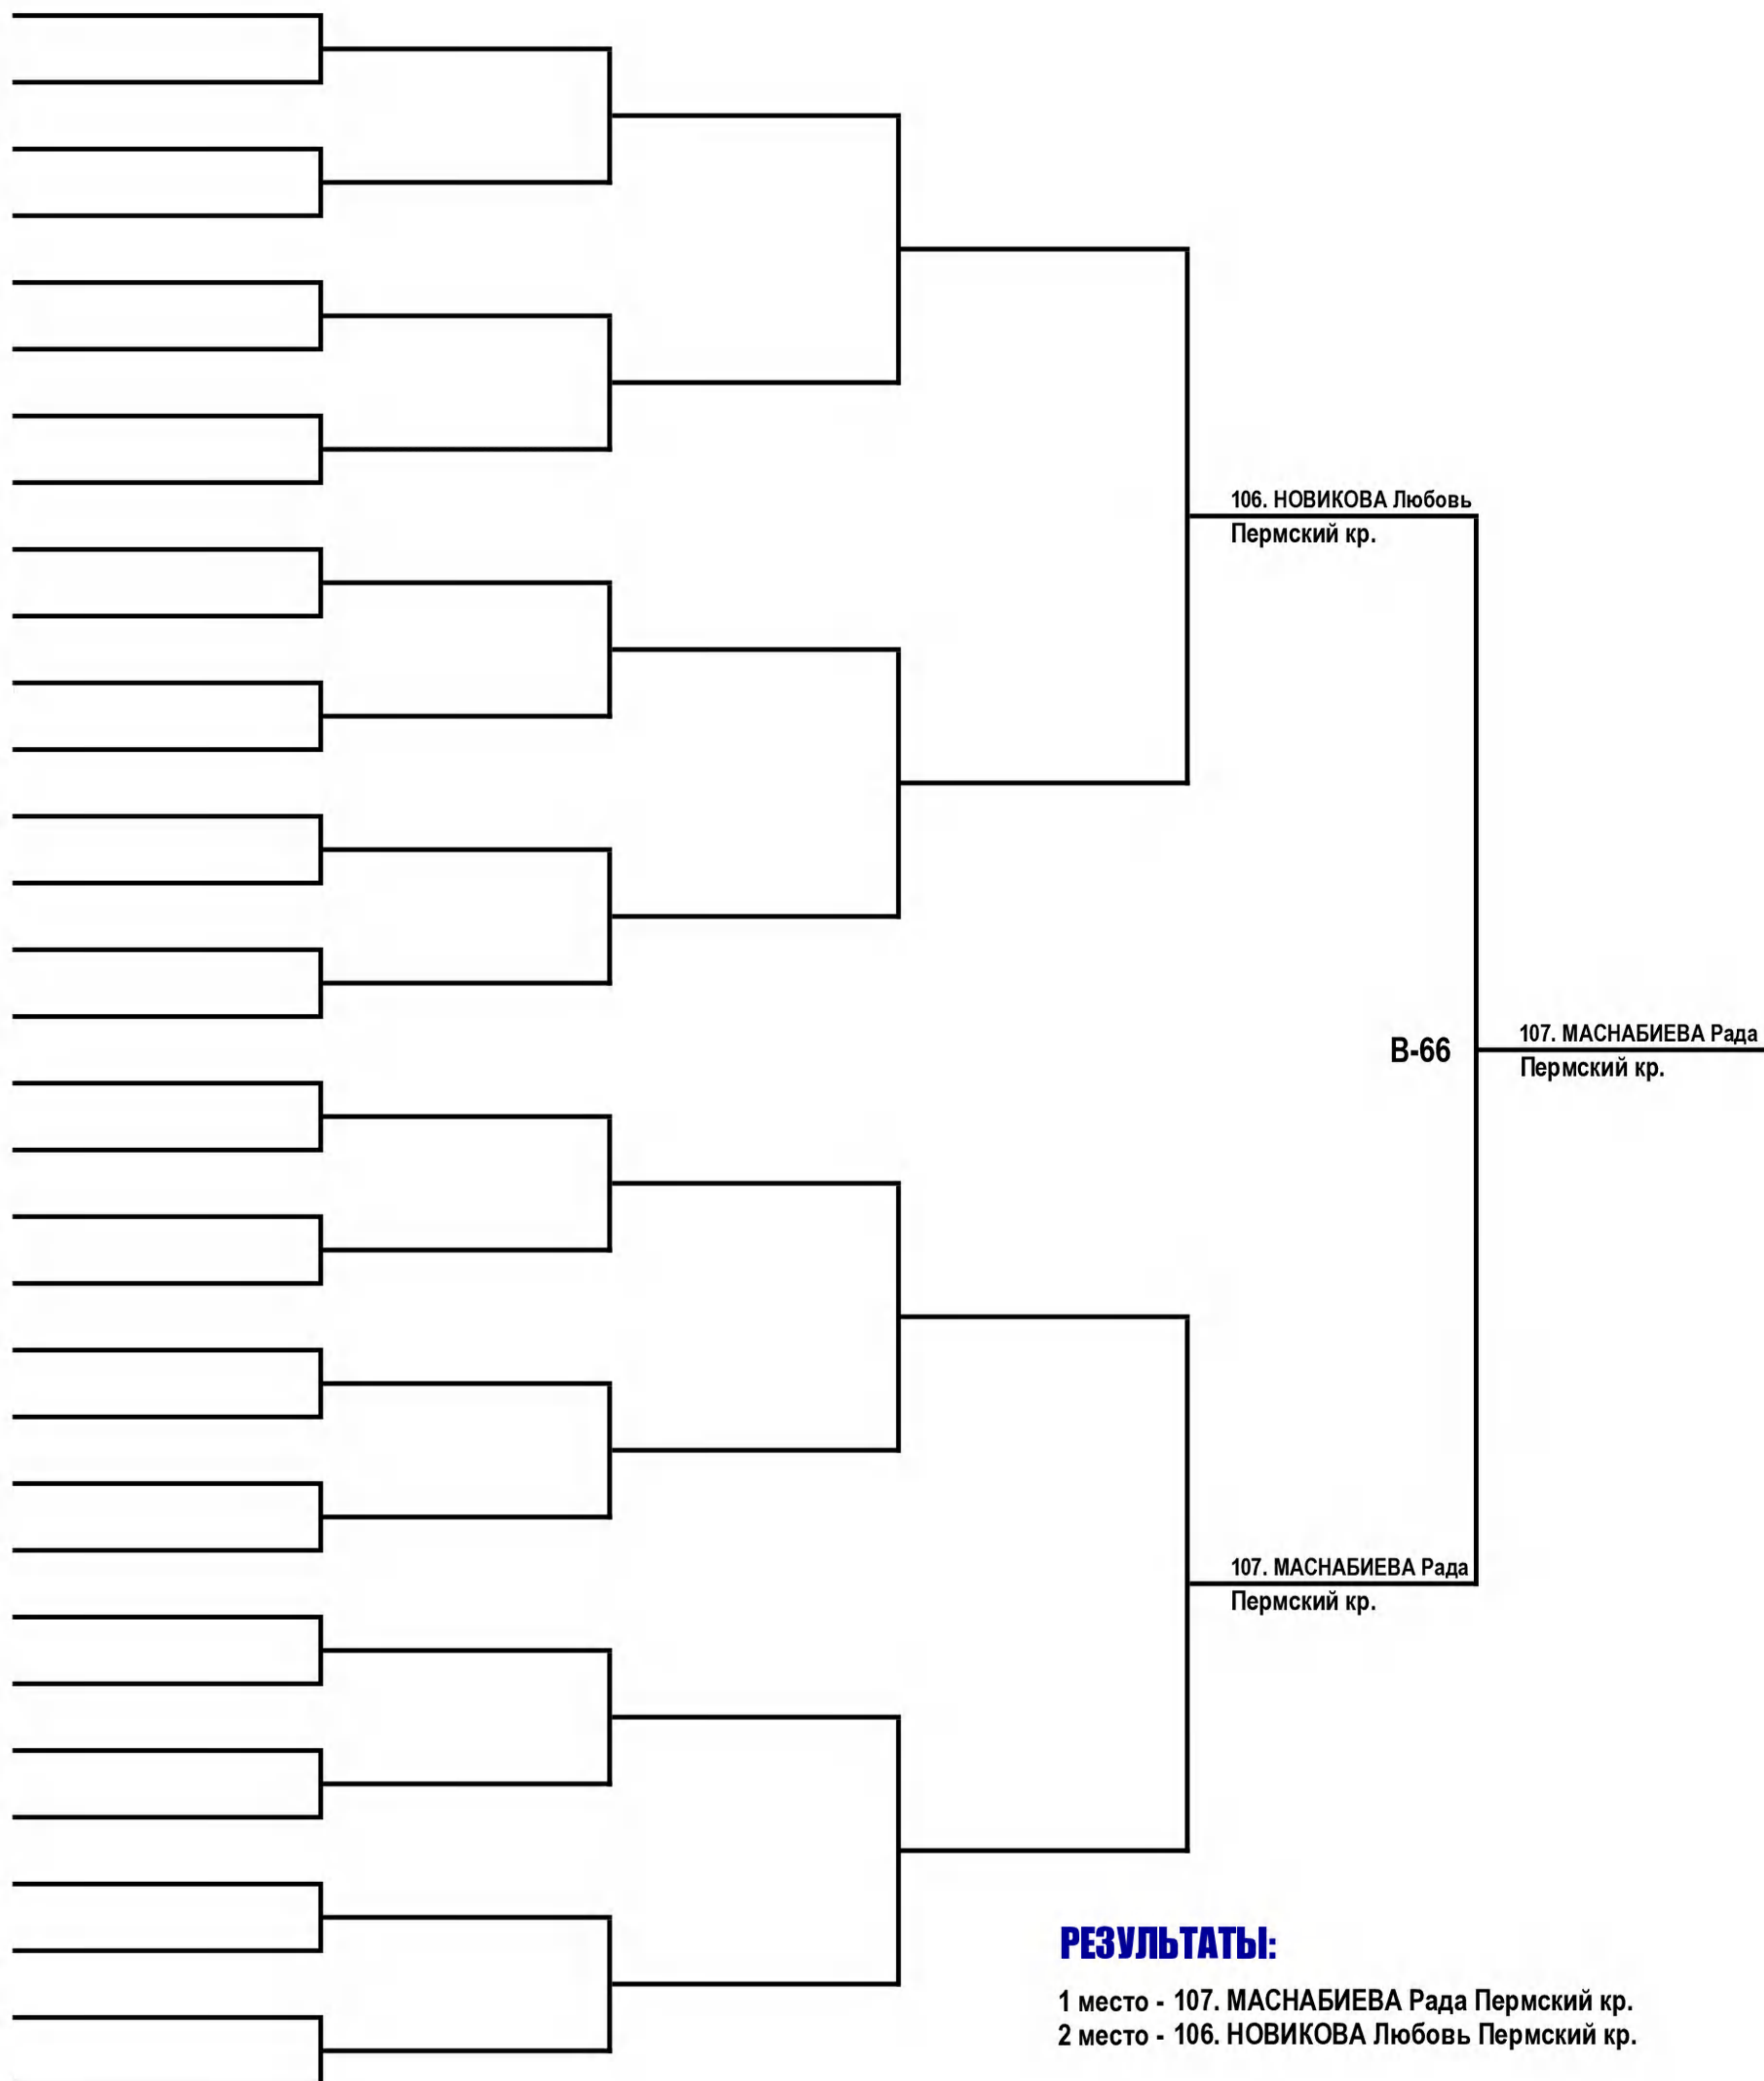 106. НОВИКОВА Любовь
Пермский кр.
В-66
107. МАСНАБИЕВА Рада
Пермский кр.
107. МАСНАБИЕВА Рада
Пермский кр.
РЕЗУЛЬТАТЫ:
1 место - 107. МАСНАБИЕВА Рада Пермский кр.
2 место - 106. НОВИКОВА Любовь Пермский кр.